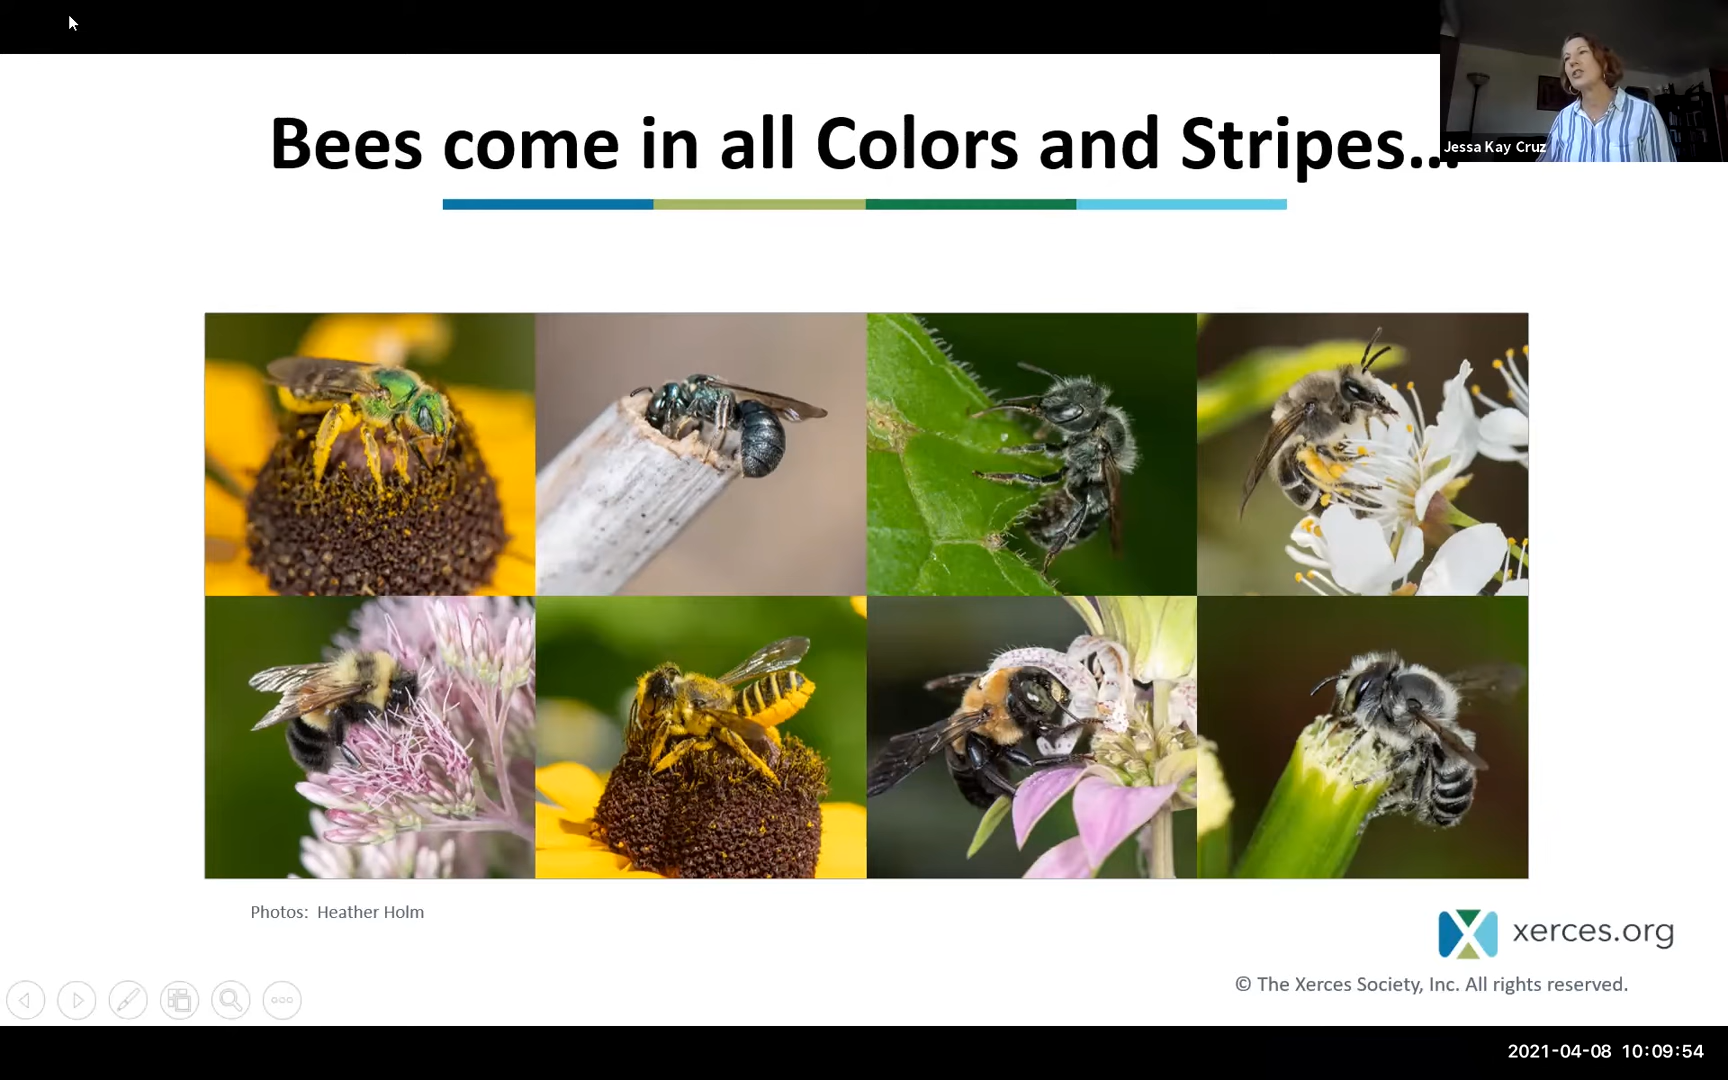 Bees come in all Colors and Stripes...
Jessa Kay Cruz
Photos: Heather Holm
xerces.org
© The Xerces Society, Inc. All rights reserved.
2021-04-08 10:09:54